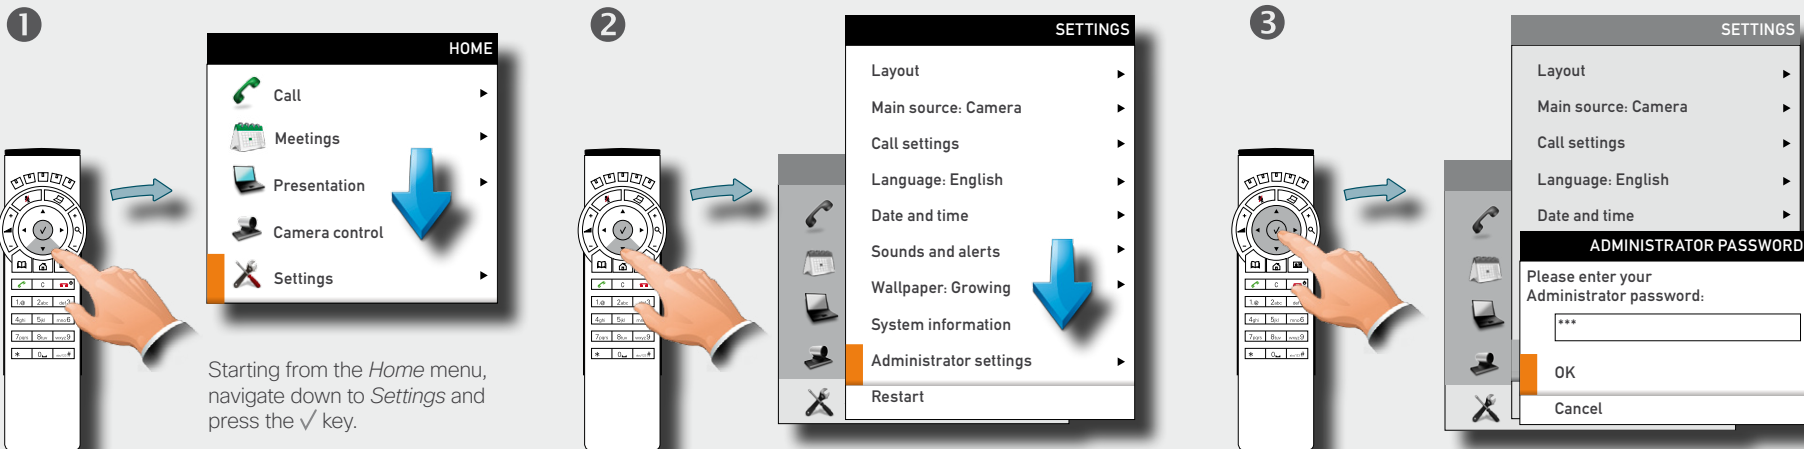 1
HOME
Call
Meetings
Presentation
Camera control
Settings
Starting from the Home menu,
navigate down to Settings and
press the √ key.
2
SETTINGS
Layout
Main source: Camera
Call settings
Language: English
Date and time
Sounds and alerts
Wallpaper: Growing
System information
Administrator settings
Restart
3
SETTINGS
Layout
Main source: Camera
Call settings
Language: English
Date and time
ADMINISTRATOR PASSWORD
Please enter your
Administrator password:
***
OK
Cancel